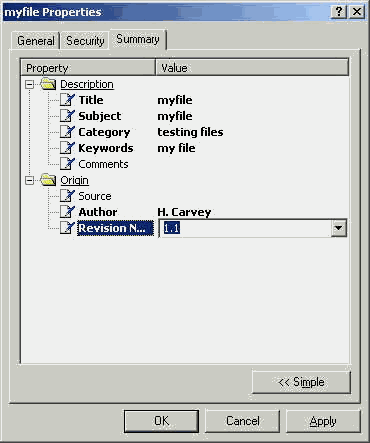 myfile Properties
General Security Summary
Property Value
Description
Title myfile
Subject myfile
Category testing files
Keywords my file
Comments
Origin
Source
Author H. Carvey
Revision N... 1.1
<< Simple
OK Cancel Apply